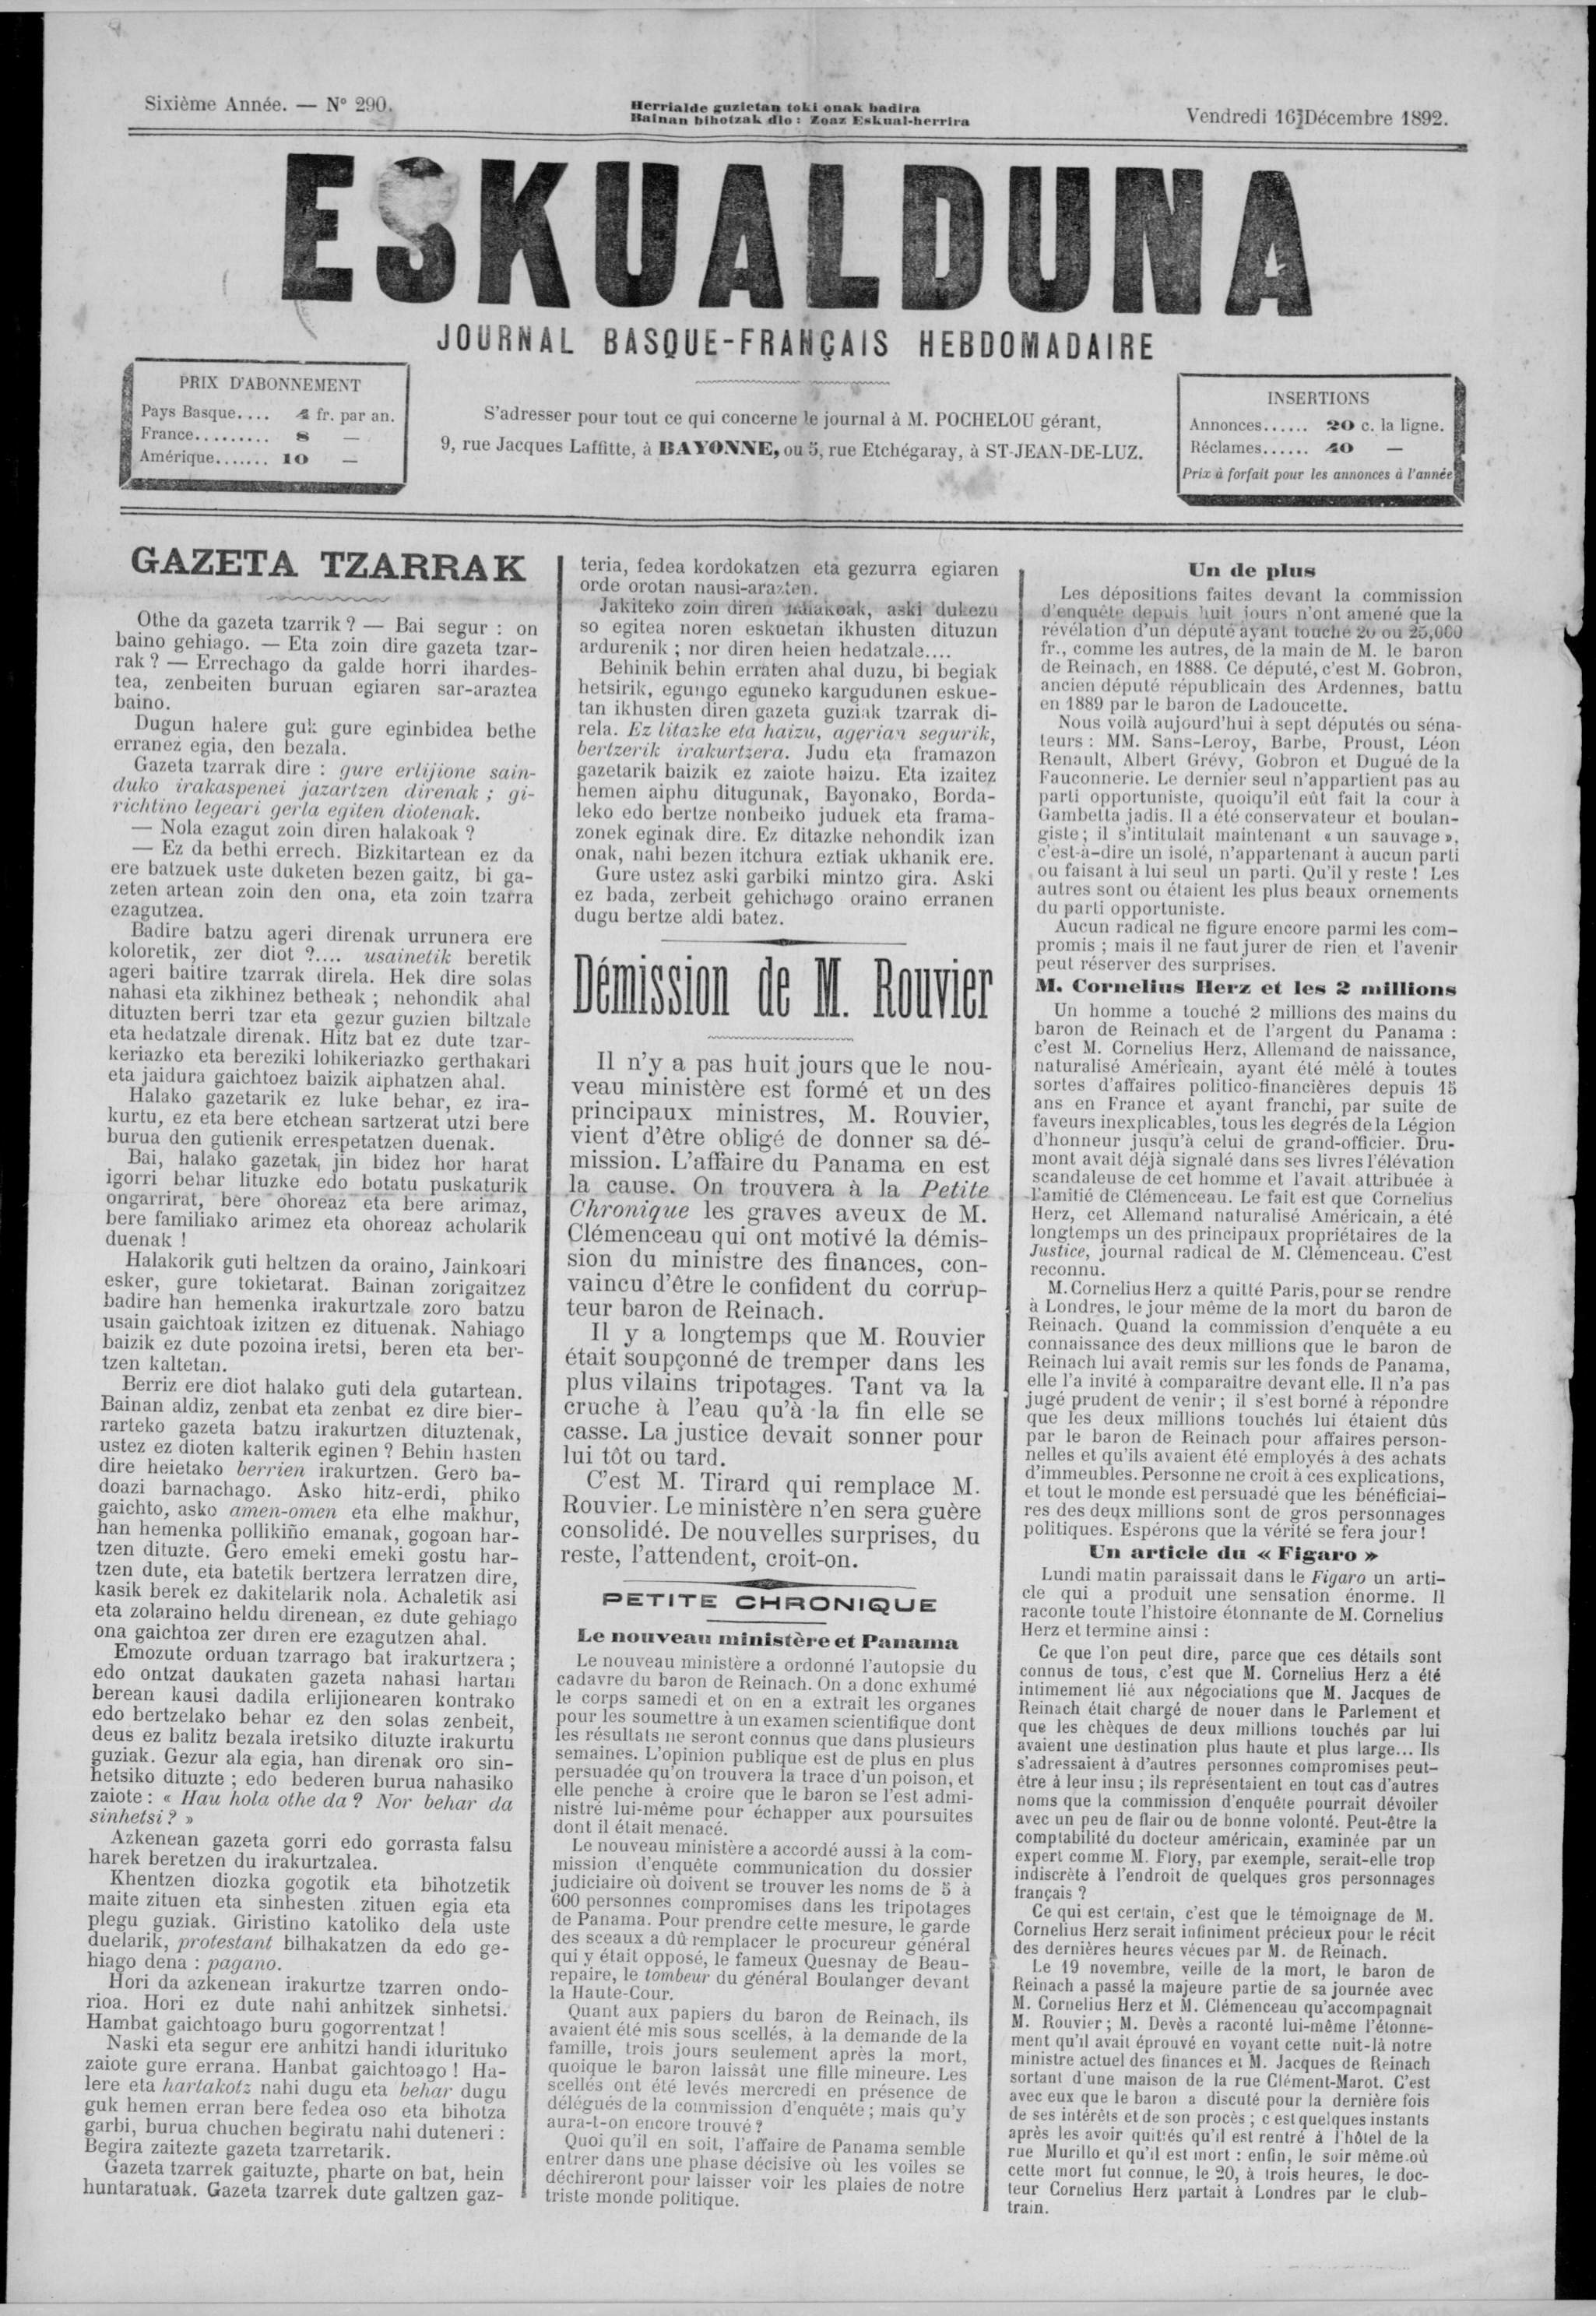 Sixième Année. — N° 290.
Herrialde guzietan toki onak badira
Bainan bihotzak dio : Zoaz Eskual-herrira
Vendredi 16 Décembre 1892.
ESKUALDUNA
JOURNAL BASQUE-FRANÇAIS HEBDOMADAIRE
PRIX D'ABONNEMENT
Pays Basque.... 4 fr. par an.
France......... 8 —
Amérique....... 10 —
S'adresser pour tout ce qui concerne le journal à M. POCHELOU gérant,
9, rue Jacques Laffitte, à BAYONNE, ou 5, rue Etchégaray, à ST-JEAN-DE-LUZ.
INSERTIONS
Annonces...... 20 c. la ligne.
Réclames...... 40 —
Prix à forfait pour les annonces à l'année
GAZETA TZARRAK
Othe da gazeta tzarrik ? — Bai segur : on
baino gehiago. — Eta zoin dire gazeta tzar-
rak ? — Errechago da galde horri ihardes-
tea, zenbeiten buruan egiaren sar-araztea
baino.
Dugun halere guk gure eginbidea bethe
erranez egia, den bezala.
Gazeta tzarrak dire : gure erlijione sain-
duko irakaspenei jazartzen direnak ; gi-
richtino legeari gerla egiten diotenak.
— Nola ezagut zoin diren halakoak ?
— Ez da bethi errech. Bizkitartean ez da
ere batzuek uste duketen bezen gaitz, bi ga-
zeten artean zoin den ona, eta zoin tzarra
ezagutzea.
Badire batzu ageri direnak urrunera ere
koloretik, zer diot ?.... usainetik beretik
ageri baitire tzarrak direla. Hek dire solas
nahasi eta zikhinez betheak ; nehondik ahal
dituzten berri tzar eta gezur guzien biltzale
eta hedatzale direnak. Hitz bat ez dute tzar-
keriazko eta bereziki lohikeriazko gerthakari
eta jaidura gaichtoez baizik aiphatzen ahal.
Halako gazetarik ez luke behar, ez ira-
kurtu, ez eta bere etchean sartzerat utzi bere
burua den gutienik errespetatzen duenak.
Bai, halako gazetak, jin bidez hor harat
igorri behar lituzke edo botatu puskaturik
ongarrirat, bere ohoreaz eta bere arimaz,
bere familiako arimez eta ohoreaz acholarik
duenak !
Halakorik guti heltzen da oraino, Jainkoari
esker, gure tokietarat. Bainan zorigaitzez
badire han hemenka irakurtzale zoro batzu
usain gaichtoak izitzen ez dituenak. Nahiago
baizik ez dute pozoina iretsi, beren eta ber-
tzen kaltetan.
Berriz ere diot halako guti dela gutartean.
Bainan aldiz, zenbat eta zenbat ez dire bier-
rarteko gazeta batzu irakurtzen dituztenak,
ustez ez dioten kalterik eginen ? Behin hasten
dire heietako berrien irakurtzen. Gero ba-
doazi barnachago. Asko hitz-erdi, phiko
gaichto, asko amen-omen eta elhe makhur,
han hemenka pollikiño emanak, gogoan har-
tzen dituzte. Gero emeki emeki gostu har-
tzen dute, eta batetik bertzera lerratzen dire,
kasik berek ez dakitelarik nola. Achaletik asi
eta zolaraino heldu direnean, ez dute gehiago
ona gaichtoa zer diren ere ezagutzen ahal.
Emozute orduan tzarrago bat irakurtzera ;
edo ontzat daukaten gazeta nahasi hartan
berean kausi dadila erlijionearen kontrako
edo bertzelako behar ez den solas zenbeit,
deus ez balitz bezala iretsiko dituzte irakurtu
guziak. Gezur ala egia, han direnak oro sin-
hetsiko dituzte ; edo bederen burua nahasiko
zaiote : « Hau hola othe da ? Nor behar da
sinhetsi ? »
Azkenean gazeta gorri edo gorrasta falsu
harek beretzen du irakurtzalea.
Khentzen diozka gogotik eta bihotzetik
maite zituen eta sinhesten zituen egia eta
plegu guziak. Giristino katoliko dela uste
duelarik, protestant bilhakatzen da edo ge-
hiago dena : pagano.
Hori da azkenean irakurtze tzarren ondo-
rioa. Hori ez dute nahi anhitzek sinhetsi.
Hambat gaichtoago buru gogorrentzat !
Naski eta segur ere anhitzi handi idurituko
zaiote gure errana. Hanbat gaichtoago ! Ha-
lere eta hartakotz nahi dugu eta behar dugu
guk hemen erran bere fedea oso eta bihotza
garbi, burua chuchen begiratu nahi duteneri :
Begira zaitezte gazeta tzarretarik.
Gazeta tzarrek gaituzte, pharte on bat, hein
huntaratuak. Gazeta tzarrek dute galtzen gaz-
teria, fedea kordokatzen eta gezurra egiaren
orde orotan nausi-arazten.
Jakiteko zoin diren halakoak, aski dukezu
so egitea noren eskuetan ikhusten dituzun
ardurenik ; nor diren heien hedatzale....
Behinik behin erraten ahal duzu, bi begiak
hetsirik, egungo eguneko kargudunen eskue-
tan ikhusten diren gazeta guziak tzarrak di-
rela. Ez litazke eta haizu, agerian segurik,
bertzerik irakurtzera. Judu eta framazon
gazetarik baizik ez zaiote haizu. Eta izaitez
hemen aiphu ditugunak, Bayonako, Borda-
leko edo bertze nonbeiko juduek eta frama-
zonek eginak dire. Ez ditazke nehondik izan
onak, nahi bezen itchura eztiak ukhanik ere.
Gure ustez aski garbiki mintzo gira. Aski
ez bada, zerbeit gehichago oraino erranen
dugu bertze aldi batez.
Démission de M. Rouvier
Il n'y a pas huit jours que le nou-
veau ministère est formé et un des
principaux ministres, M. Rouvier,
vient d'être obligé de donner sa dé-
mission. L'affaire du Panama en est
la cause. On trouvera à la Petite
Chronique les graves aveux de M.
Clémenceau qui ont motivé la démis-
sion du ministre des finances, con-
vaincu d'être le confident du corrup-
teur baron de Reinach.
Il y a longtemps que M. Rouvier
était soupçonné de tremper dans les
plus vilains tripotages. Tant va la
cruche à l'eau qu'à la fin elle se
casse. La justice devait sonner pour
lui tôt ou tard.
C'est M. Tirard qui remplace M.
Rouvier. Le ministère n'en sera guère
consolidé. De nouvelles surprises, du
reste, l'attendent, croit-on.
PETITE CHRONIQUE
Le nouveau ministère et Panama
Le nouveau ministère a ordonné l'autopsie du
cadavre du baron de Reinach. On a donc exhumé
le corps samedi et on en a extrait les organes
pour les soumettre à un examen scientifique dont
les résultats ne seront connus que dans plusieurs
semaines. L'opinion publique est de plus en plus
persuadée qu'on trouvera la trace d'un poison, et
elle penche à croire que le baron se l'est admi-
nistré lui-même pour échapper aux poursuites
dont il était menacé.
Le nouveau ministère a accordé aussi à la com-
mission d'enquête communication du dossier
judiciaire où doivent se trouver les noms de 5 à
600 personnes compromises dans les tripotages
de Panama. Pour prendre cette mesure, le garde
des sceaux a dû remplacer le procureur général
qui y était opposé, le fameux Quesnay de Beau-
repaire, le tombeur du général Boulanger devant
la Haute-Cour.
Quant aux papiers du baron de Reinach, ils
avaient été mis sous scellés, à la demande de la
famille, trois jours seulement après la mort,
quoique le baron laissât une fille mineure. Les
scellés ont été levés mercredi en présence de
délégués de la commission d'enquête ; mais qu'y
aura-t-on encore trouvé ?
Quoi qu'il en soit, l'affaire de Panama semble
entrer dans une phase décisive où les voiles se
déchireront pour laisser voir les plaies de notre
triste monde politique.
Un de plus
Les dépositions faites devant la commission
d'enquête depuis huit jours n'ont amené que la
révélation d'un député ayant touché 20 ou 25,000
fr., comme les autres, de la main de M. le baron
de Reinach, en 1888. Ce député, c'est M. Gobron,
ancien député républicain des Ardennes, battu
en 1889 par le baron de Ladoucette.
Nous voilà aujourd'hui à sept députés ou séna-
teurs : MM. Sans-Leroy, Barbe, Proust, Léon
Renault, Albert Grévy, Gobron et Dugué de la
Fauconnerie. Le dernier seul n'appartient pas au
parti opportuniste, quoiqu'il eût fait la cour à
Gambetta jadis. Il a été conservateur et boulan-
giste ; il s'intitulait maintenant « un sauvage »,
c'est-à-dire un isolé, n'appartenant à aucun parti
ou faisant à lui seul un parti. Qu'il y reste ! Les
autres sont ou étaient les plus beaux ornements
du parti opportuniste.
Aucun radical ne figure encore parmi les com-
promis ; mais il ne faut jurer de rien et l'avenir
peut réserver des surprises.
M. Cornelius Herz et les 2 millions
Un homme a touché 2 millions des mains du
baron de Reinach et de l'argent du Panama :
c'est M. Cornelius Herz, Allemand de naissance,
naturalisé Américain, ayant été mêlé à toutes
sortes d'affaires politico-financières depuis 15
ans en France et ayant franchi, par suite de
faveurs inexplicables, tous les degrés de la Légion
d'honneur jusqu'à celui de grand-officier. Dru-
mont avait déjà signalé dans ses livres l'élévation
scandaleuse de cet homme et l'avait attribuée à
l'amitié de Clémenceau. Le fait est que Cornelius
Herz, cet Allemand naturalisé Américain, a été
longtemps un des principaux propriétaires de la
Justice, journal radical de M. Clémenceau. C'est
reconnu.
M. Cornelius Herz a quitté Paris, pour se rendre
à Londres, le jour même de la mort du baron de
Reinach. Quand la commission d'enquête a eu
connaissance des deux millions que le baron de
Reinach lui avait remis sur les fonds de Panama,
elle l'a invité à comparaître devant elle. Il n'a pas
jugé prudent de venir ; il s'est borné à répondre
que les deux millions touchés lui étaient dûs
par le baron de Reinach pour affaires person-
nelles et qu'ils avaient été employés à des achats
d'immeubles. Personne ne croit à ces explications,
et tout le monde est persuadé que les bénéficiai-
res des deux millions sont de gros personnages
politiques. Espérons que la vérité se fera jour !
Un article du « Figaro »
Lundi matin paraissait dans le Figaro un arti-
cle qui a produit une sensation énorme. Il
raconte toute l'histoire étonnante de M. Cornelius
Herz et termine ainsi :
Ce que l'on peut dire, parce que ces détails sont
connus de tous, c'est que M. Cornelius Herz a été
intimement lié aux négociations que M. Jacques de
Reinach était chargé de nouer dans le Parlement et
que les chèques de deux millions touchés par lui
avaient une destination plus haute et plus large... Ils
s'adressaient à d'autres personnes compromises peut-
être à leur insu ; ils représentaient en tout cas d'autres
noms que la commission d'enquête pourrait dévoiler
avec un peu de flair ou de bonne volonté. Peut-être la
comptabilité du docteur américain, examinée par un
expert comme M. Flory, par exemple, serait-elle trop
indiscrète à l'endroit de quelques gros personnages
français ?
Ce qui est certain, c'est que le témoignage de M.
Cornelius Herz serait infiniment précieux pour le récit
des dernières heures vécues par M. de Reinach.
Le 19 novembre, veille de la mort, le baron de
Reinach a passé la majeure partie de sa journée avec
M. Cornelius Herz et M. Clémenceau qu'accompagnait
M. Rouvier ; M. Devès a raconté lui-même l'étonne-
ment qu'il avait éprouvé en voyant cette nuit-là notre
ministre actuel des finances et M. Jacques de Reinach
sortant d'une maison de la rue Clément-Marot. C'est
avec eux que le baron a discuté pour la dernière fois
de ses intérêts et de son procès ; c est quelques instants
après les avoir quittés qu'il est rentré à l'hôtel de la
rue Murillo et qu'il est mort : enfin, le soir même où
cette mort fut connue, le 20, à trois heures, le doc-
teur Cornelius Herz partait à Londres par le club-
train.